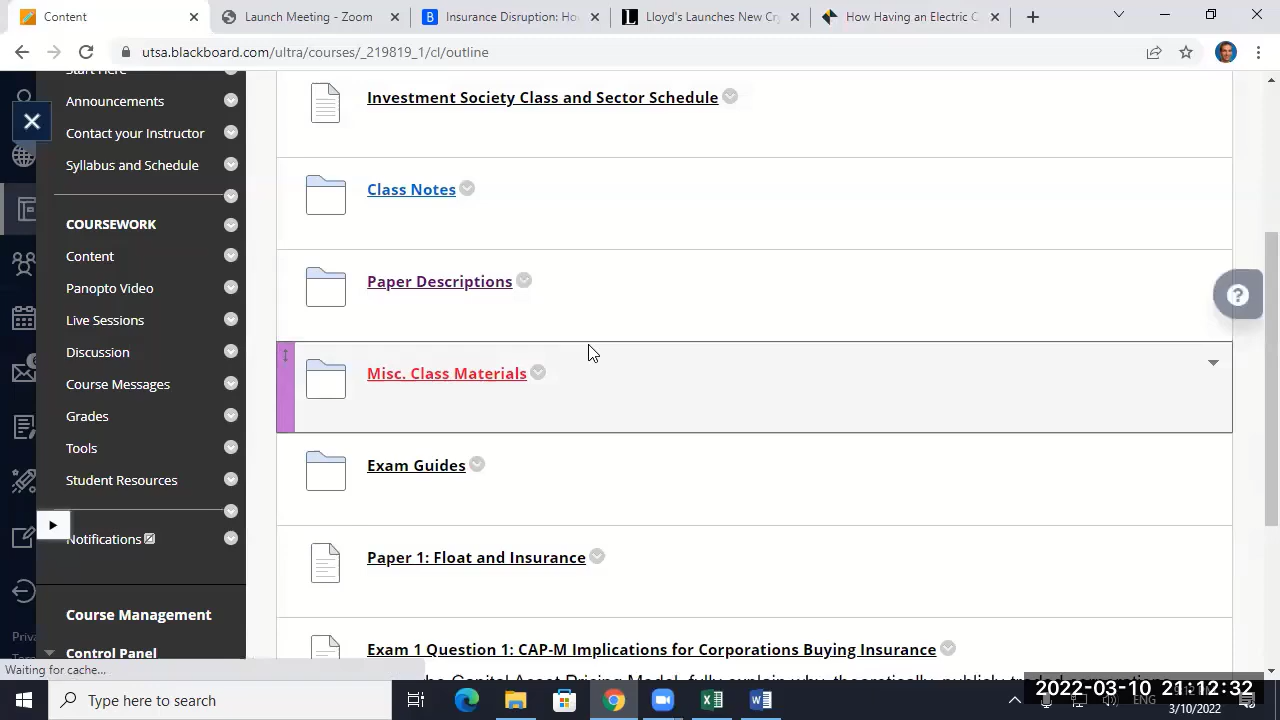 Content
Launch Meeting - Zoom
Insurance Disruption: Ho
Lloyd's Launches New Cry
How Having an Electric C
utsa.blackboard.com/ultra/courses/_219819_1/cl/outline
Start Here
Announcements
Contact your Instructor
Syllabus and Schedule
COURSEWORK
Content
Panopto Video
Live Sessions
Discussion
Course Messages
Grades
Tools
Student Resources
Notifications
Course Management
Control Panel
Priva
Investment Society Class and Sector Schedule
Class Notes
Paper Descriptions
Misc. Class Materials
Exam Guides
Paper 1: Float and Insurance
Exam 1 Question 1: CAP-M Implications for Corporations Buying Insurance
Waiting for cache...
Type here to search
ENG
2022-03-10 21:12:32
3/10/2022